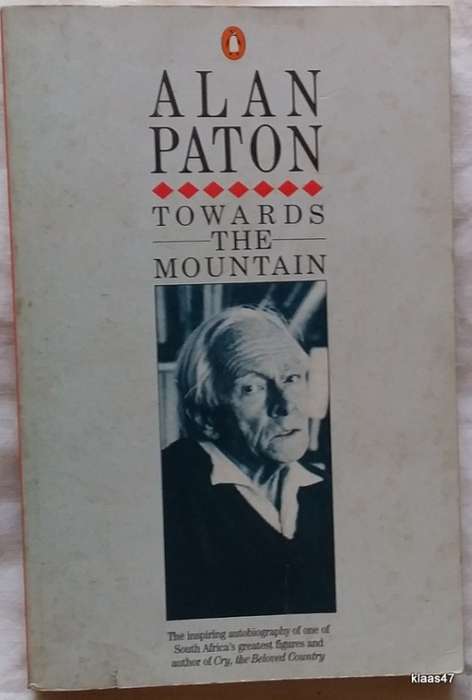 ALAN
PATON
TOWARDS
THE
MOUNTAIN
The inspiring autobiography of one of
South Africa's greatest figures and
author of Cry, the Beloved Country
klaas47